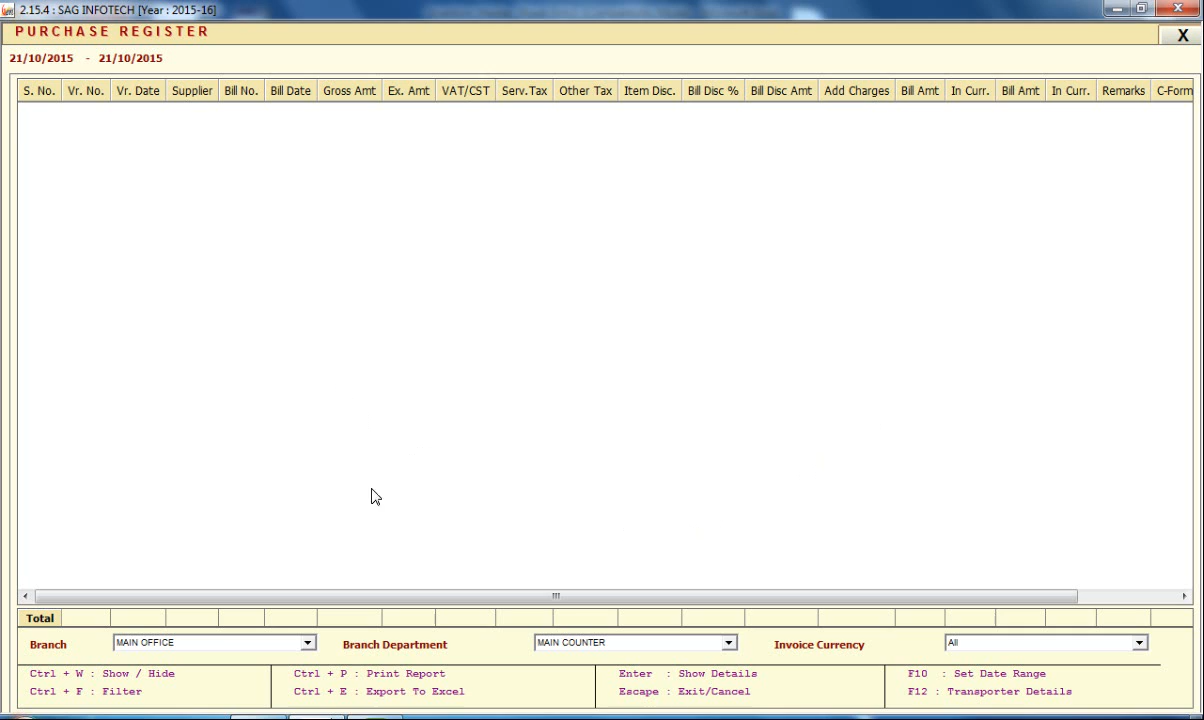 2.15.4 : SAG INFOTECH [Year : 2015-16]
PURCHASE REGISTER
X
21/10/2015 - 21/10/2015
S. No. Vr. No. Vr. Date Supplier Bill No. Bill Date Gross Amt Ex. Amt VAT/CST Serv.Tax Other Tax Item Disc. Bill Disc % Bill Disc Amt Add Charges Bill Amt In Curr. Bill Amt In Curr. Remarks C-Form
Total
Branch MAIN OFFICE Branch Department MAIN COUNTER Invoice Currency All
Ctrl + W : Show / Hide Ctrl + P : Print Report Enter : Show Details F10 : Set Date Range
Ctrl + F : Filter Ctrl + E : Export To Excel Escape : Exit/Cancel F12 : Transporter Details